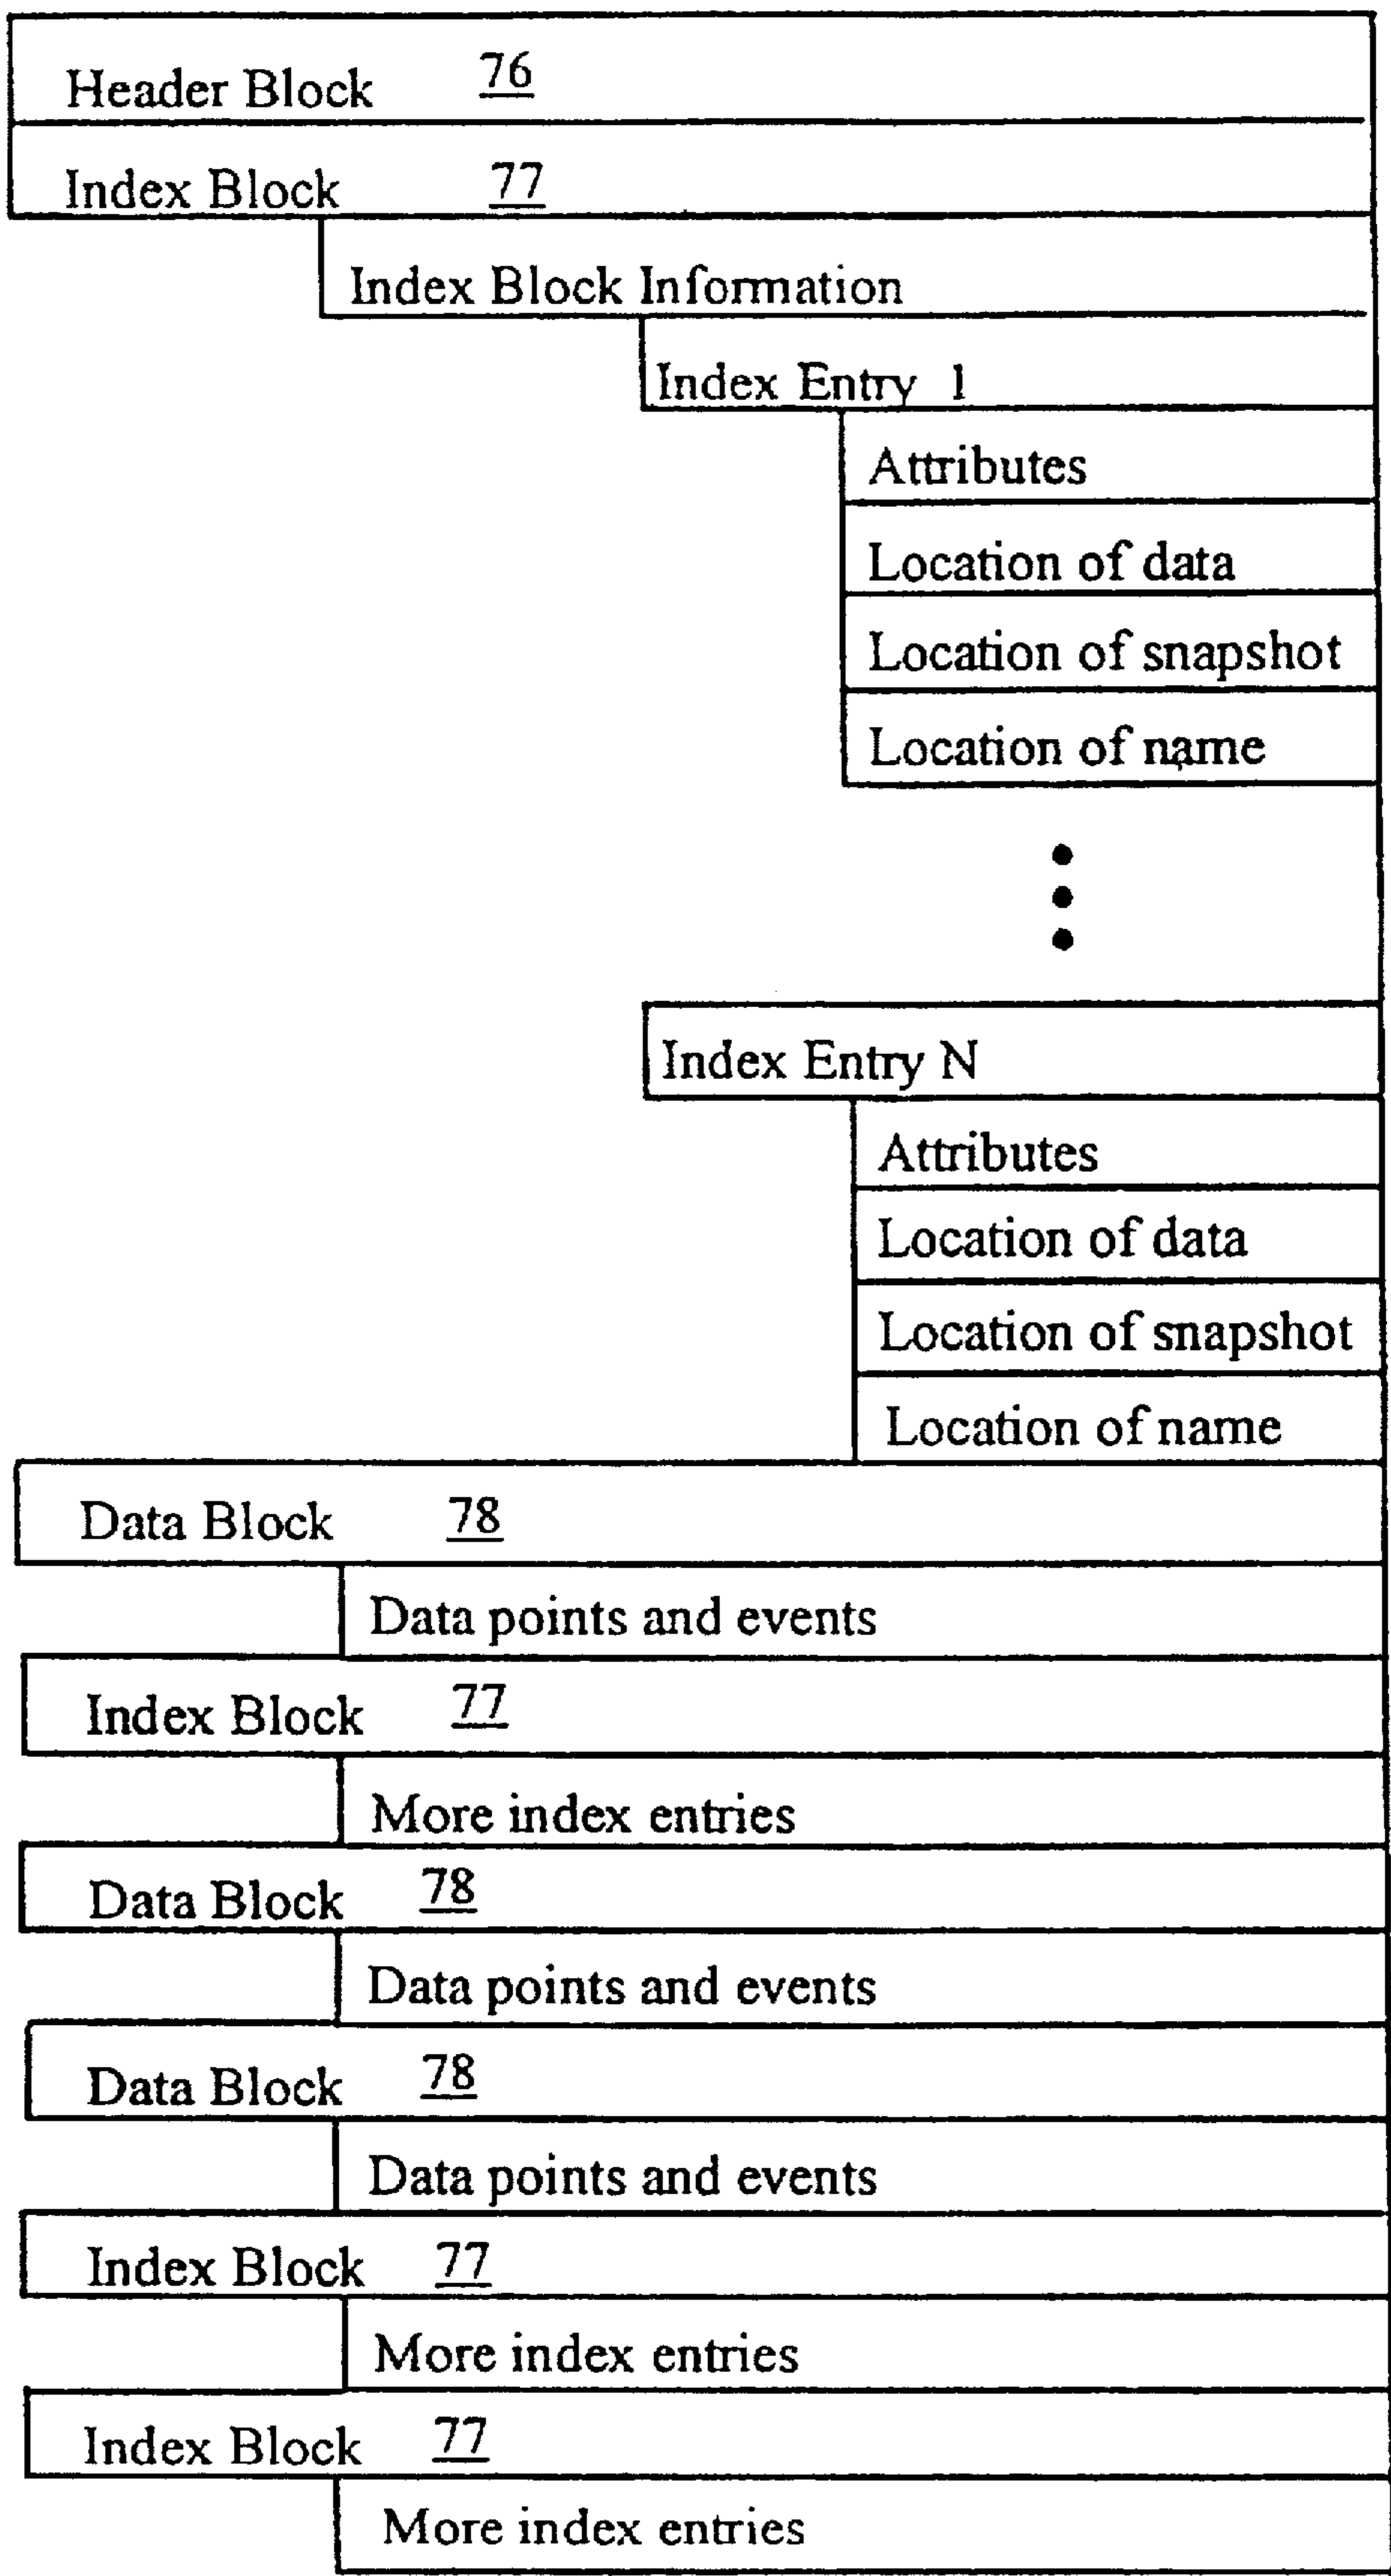 Header Block 76
Index Block 77
Index Block Information
Index Entry 1
Attributes
Location of data
Location of snapshot
Location of name
Index Entry N
Attributes
Location of data
Location of snapshot
Location of name
Data Block 78
Data points and events
Index Block 77
More index entries
Data Block 78
Data points and events
Data Block 78
Data points and events
Index Block 77
More index entries
Index Block 77
More index entries